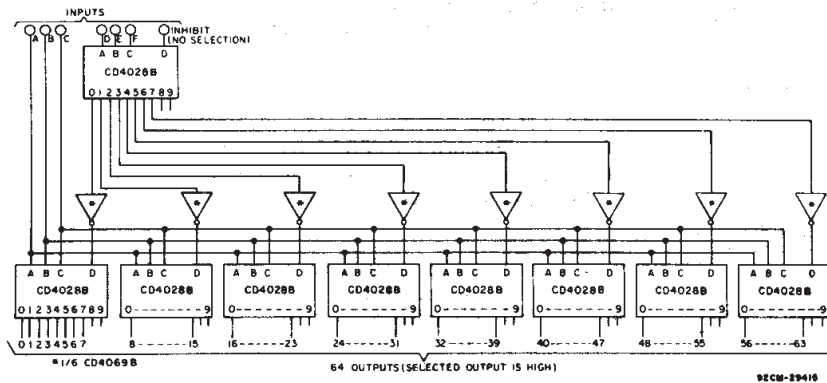 INPUTS
A B C D E F INHIBIT
(NO SELECTION)
A B C D
CD4028B
0 1 2 3 4 5 6 7 8 9
* * * * * * * *
A B C D A B C D A B C D A B C D A B C D A B C D A B C D A B C D
CD4028B CD4028B CD4028B CD4028B CD4028B CD4028B CD4028B CD4028B
0 1 2 3 4 5 6 7 8 9 0-------9 0-------9 0-------9 0-------9 0-------9 0-------9 0-------9
0 1 2 3 4 5 6 7 8-------15 16-------23 24-------31 32-------39 40-------47 48-------55 56-------63
*1/6 CD4069B
64 OUTPUTS (SELECTED OUTPUT IS HIGH)
92CM-29416